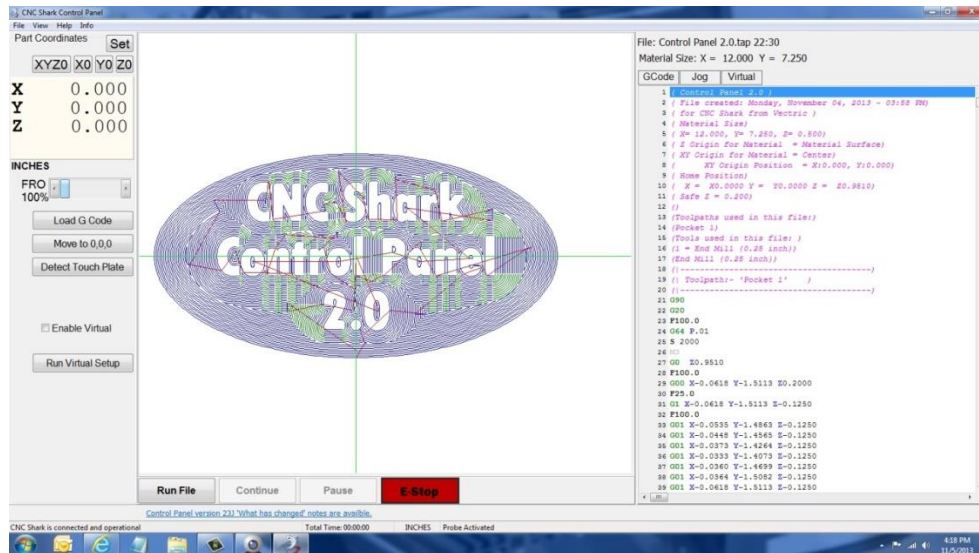 CNC Shark Control Panel
File View Help Info
Part Coordinates
Set
XYZ0 X0 Y0 Z0
X 0.000
Y 0.000
Z 0.000
INCHES
FRO
100%
Load G Code
Move to 0,0,0
Detect Touch Plate
Enable Virtual
Run Virtual Setup
CNC Shark
Control Panel
2.0
Run File Continue Pause E-Stop
Control Panel version 23J 'What has changed' notes are availble.
File: Control Panel 2.0.tap 22:30
Material Size: X = 12.000 Y = 7.250
GCode Jog Virtual
1 ( Control Panel 2.0 )
2 ( File created: Monday, November 04, 2013 - 03:58 PM)
3 ( for CNC Shark from Vectric )
4 ( Material Size)
5 ( X= 12.000, Y= 7.250, Z= 0.500)
6 ( Z Origin for Material = Material Surface)
7 ( XY Origin for Material = Center)
8 ( XY Origin Position = X:0.000, Y:0.000)
9 ( Home Position)
10 ( X = X0.0000 Y = Y0.0000 Z = Z0.9510)
11 ( Safe Z = 0.200)
12 ()
13 (Toolpaths used in this file:)
14 (Pocket 1)
15 (Tools used in this file: )
16 (1 = End Mill {0.25 inch})
17 (End Mill {0.25 inch})
18 (|---------------------------------------)
19 (| Toolpath:- 'Pocket 1' )
20 (|---------------------------------------)
21 G90
22 G20
23 F100.0
24 G64 P.01
25 S 2000
26 M3
27 G0 Z0.9510
28 F100.0
29 G00 X-0.0618 Y-1.5113 Z0.2000
30 F25.0
31 G1 X-0.0618 Y-1.5113 Z-0.1250
32 F100.0
33 G01 X-0.0535 Y-1.4863 Z-0.1250
34 G01 X-0.0448 Y-1.4565 Z-0.1250
35 G01 X-0.0373 Y-1.4264 Z-0.1250
36 G01 X-0.0333 Y-1.4073 Z-0.1250
37 G01 X-0.0360 Y-1.4699 Z-0.1250
38 G01 X-0.0364 Y-1.5082 Z-0.1250
39 G01 X-0.0618 Y-1.5113 Z-0.1250
CNC Shark is connected and operational Total Time: 00:00:00 INCHES Probe Activated
4:18 PM
11/5/2013